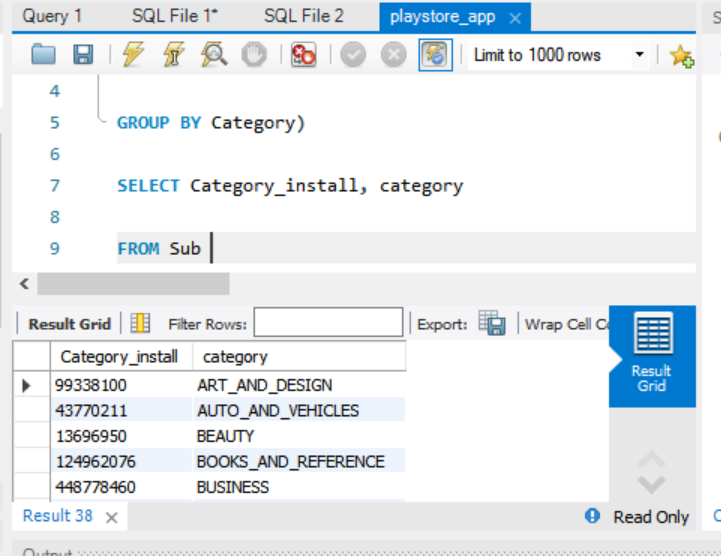 Query 1 SQL File 1* SQL File 2 playstore_app
Limit to 1000 rows
4
5 GROUP BY Category)
6
7 SELECT Category_install, category
8
9 FROM Sub
Result Grid Filter Rows: Export: Wrap Cell Co
Category_install category
99338100 ART_AND_DESIGN
43770211 AUTO_AND_VEHICLES
13696950 BEAUTY
124962076 BOOKS_AND_REFERENCE
448778460 BUSINESS
Result
Grid
Result 38 Read Only
Output